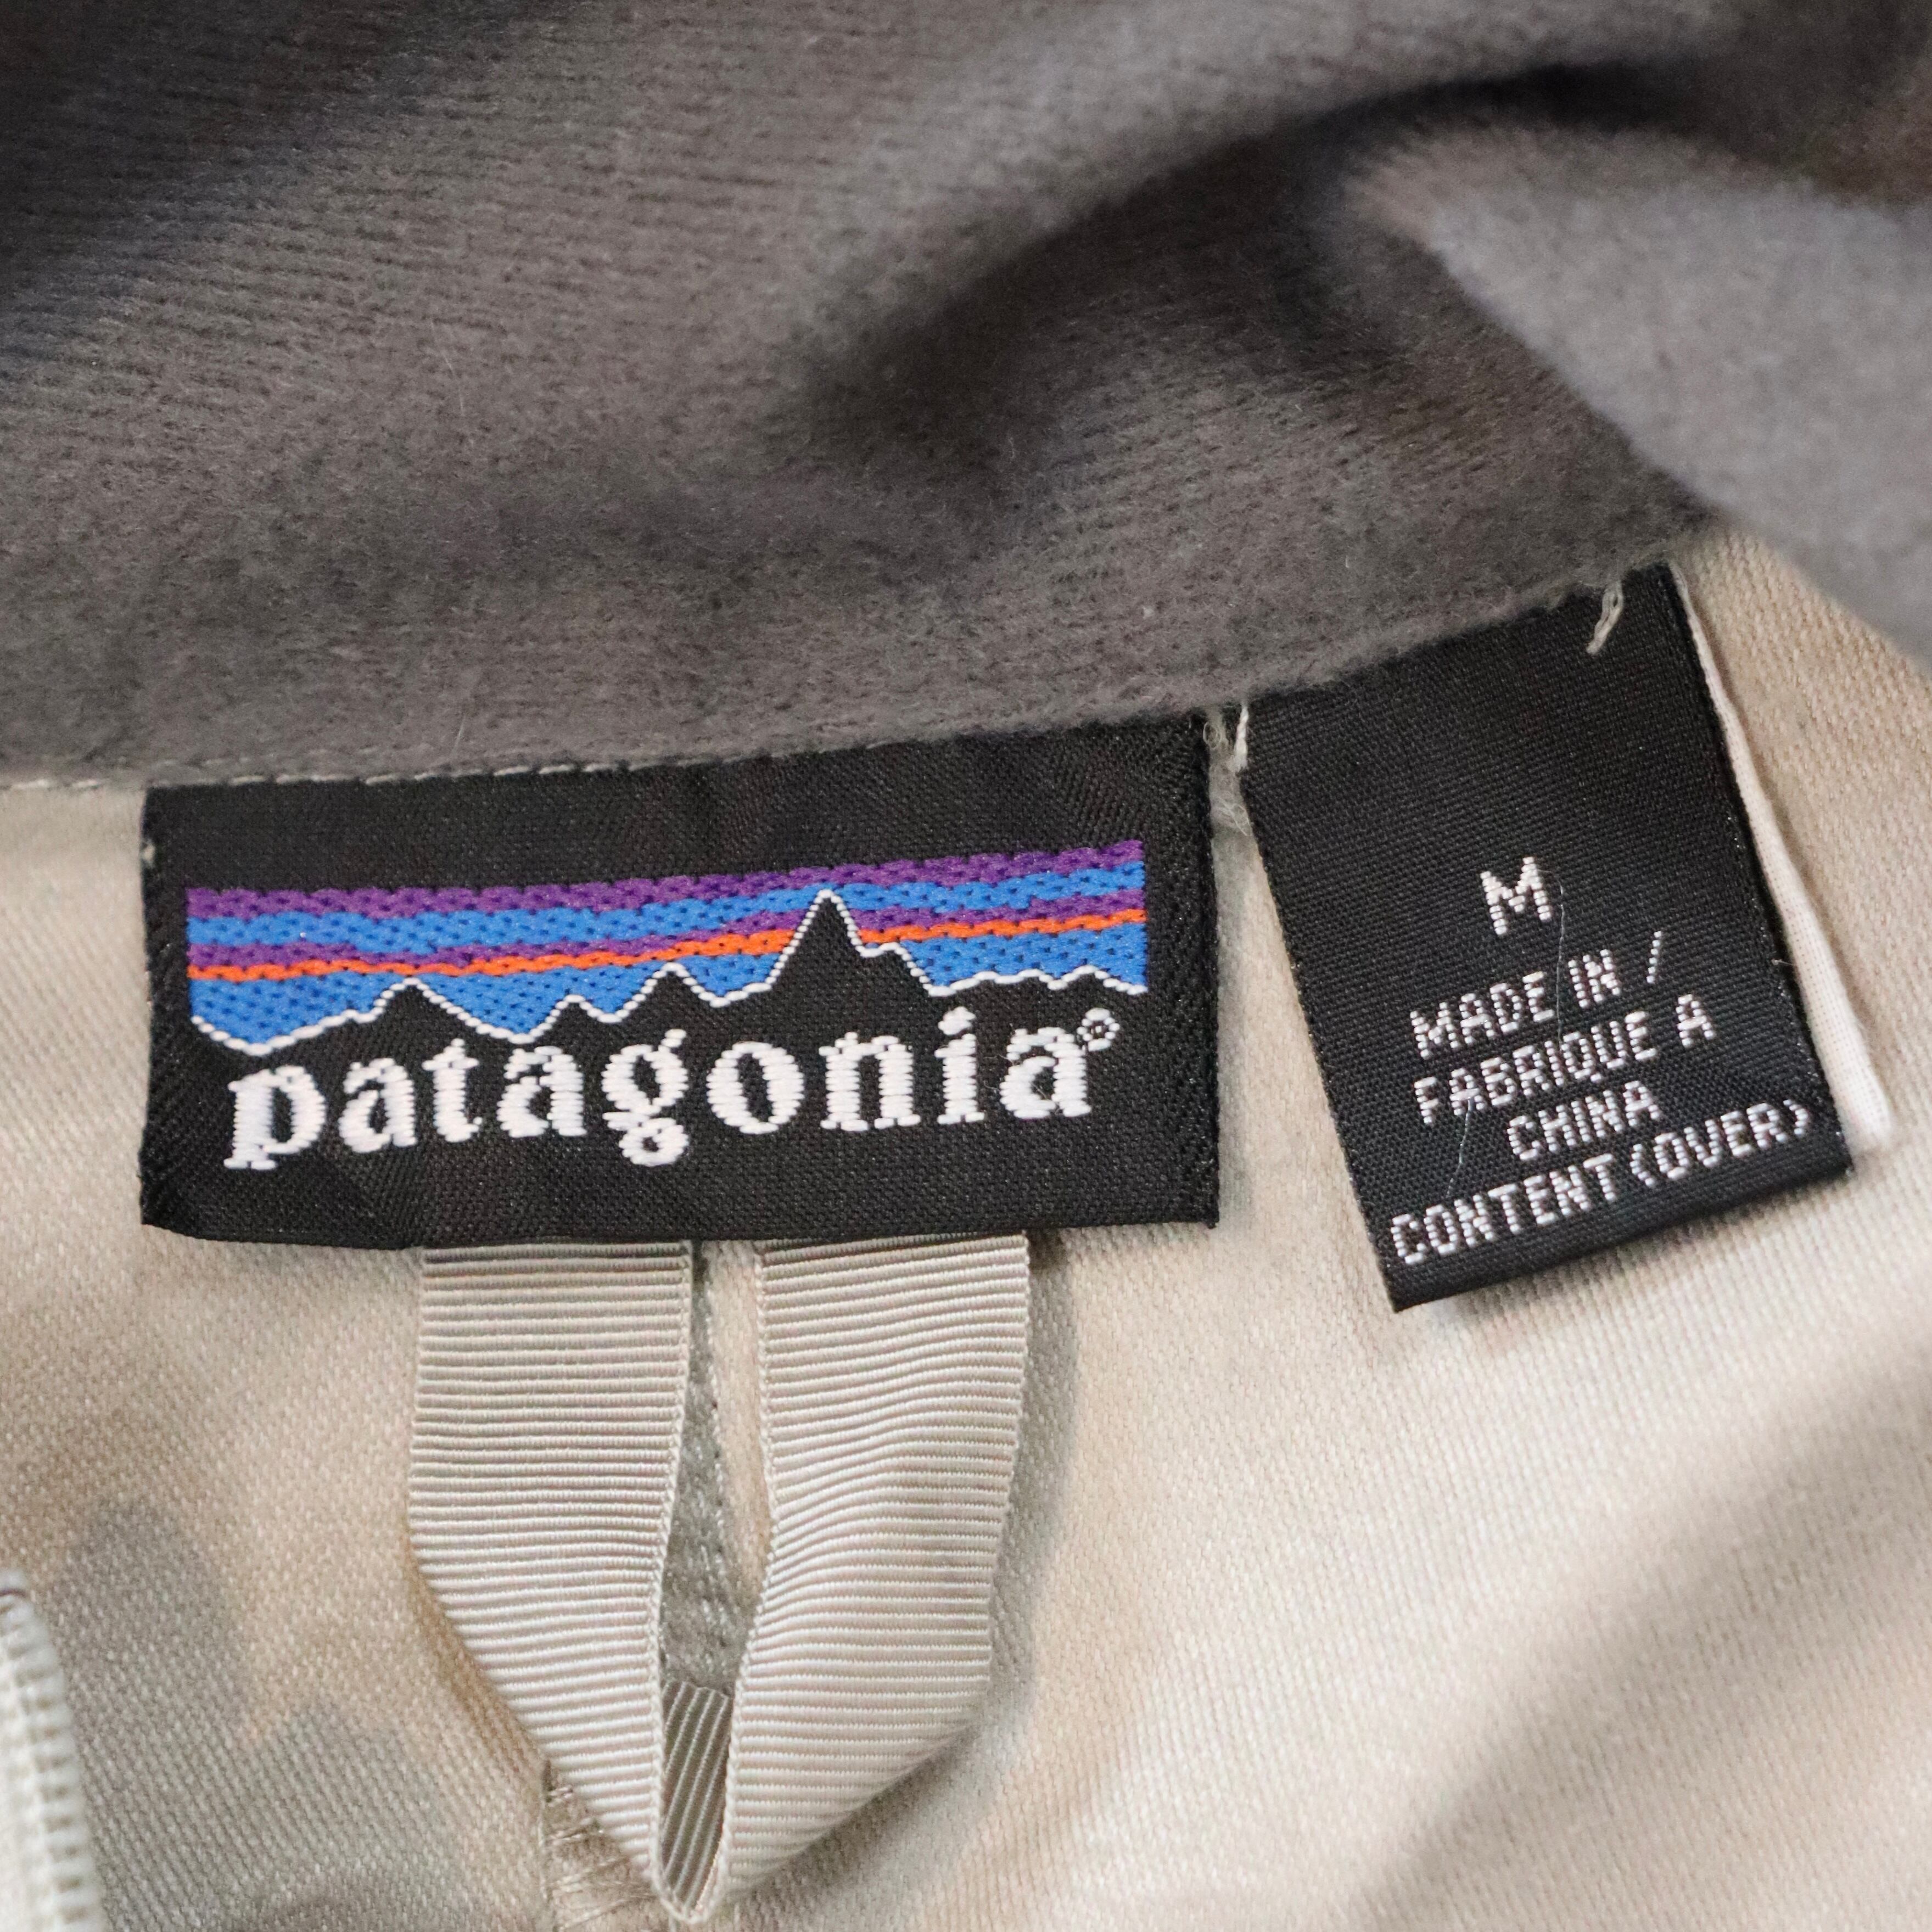 patagonia®
M
MADE IN /
FABRIQUE A
CHINA
CONTENT (OVER)